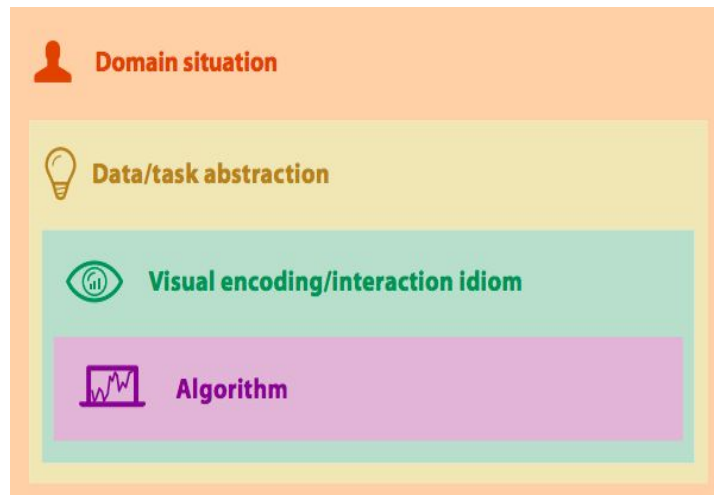 Domain situation
Data/task abstraction
Visual encoding/interaction idiom
Algorithm